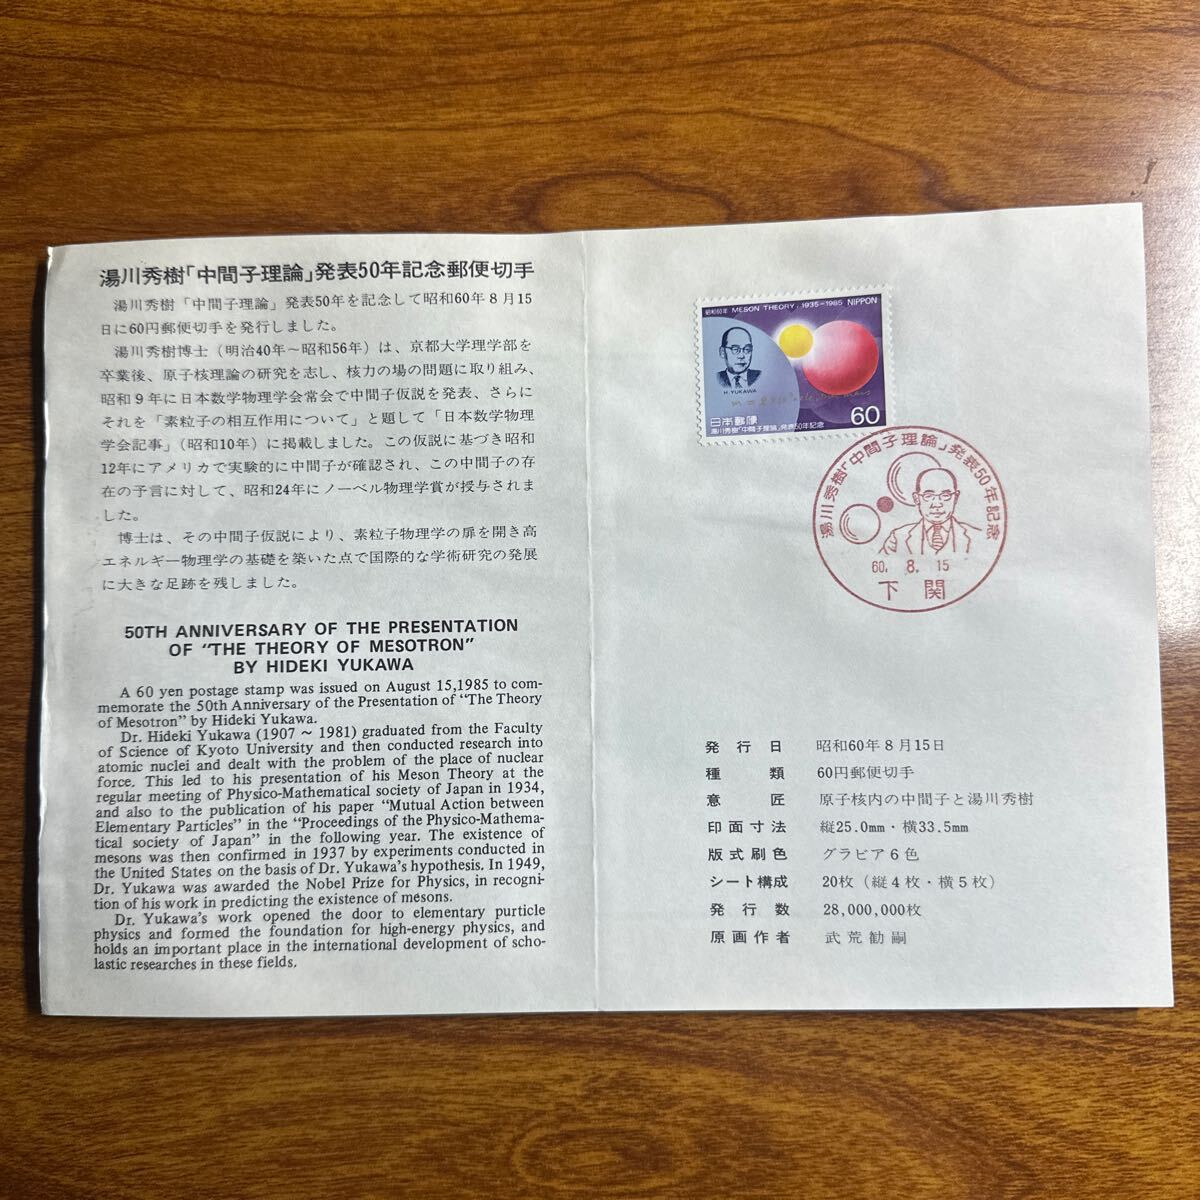 湯川秀樹「中間子理論」発表50年記念郵便切手
湯川秀樹「中間子理論」発表50年を記念して昭和60年8月15
日に60円郵便切手を発行しました。
湯川秀樹博士（明治40年～昭和56年）は、京都大学理学部を
卒業後、原子核理論の研究を志し、核力の場の問題に取り組み、
昭和9年に日本数学物理学会常会で中間子仮説を発表、さらに
それを「素粒子の相互作用について」と題して「日本数学物理
学会記事」（昭和10年）に掲載しました。この仮説に基づき昭和
12年にアメリカで実験的に中間子が確認され、この中間子の存
在の予言に対して、昭和24年にノーベル物理学賞が授与されま
した。
博士は、その中間子仮説により、素粒子物理学の扉を開き高
エネルギー物理学の基礎を築いた点で国際的な学術研究の発展
に大きな足跡を残しました。
50TH ANNIVERSARY OF THE PRESENTATION
OF “THE THEORY OF MESOTRON”
BY HIDEKI YUKAWA
A 60 yen postage stamp was issued on August 15,1985 to com-
memorate the 50th Anniversary of the Presentation of “The Theory
of Mesotron” by Hideki Yukawa.
Dr. Hideki Yukawa (1907 ～ 1981) graduated from the Faculty
of Science of Kyoto University and then conducted research into
atomic nuclei and dealt with the problem of the place of nuclear
force. This led to his presentation of his Meson Theory at the
regular meeting of Physico-Mathematical society of Japan in 1934,
and also to the publication of his paper “Mutual Action between
Elementary Particles” in the “Proceedings of the Physico-Mathema-
tical society of Japan” in the following year. The existence of
mesons was then confirmed in 1937 by experiments conducted in
the United States on the basis of Dr. Yukawa's hypothesis. In 1949,
Dr. Yukawa was awarded the Nobel Prize for Physics, in recogni-
tion of his work in predicting the existence of mesons.
Dr. Yukawa's work opened the door to elementary purticle
physics and formed the foundation for high-energy physics, and
holds an important place in the international development of scho-
lastic researches in these fields.
昭和60年 MESON THEORY, 1935-1985 NIPPON
H.YUKAWA
日本郵便 60
湯川秀樹「中間子理論」発表50年記念
湯川秀樹「中間子理論」発表50年記念
60. 8. 15
下関
発行日 昭和60年8月15日
種類 60円郵便切手
意匠 原子核内の中間子と湯川秀樹
印面寸法 縦25.0mm・横33.5mm
版式刷色 グラビア6色
シート構成 20枚（縦4枚・横5枚）
発行数 28,000,000枚
原画作者 武荒勧嗣